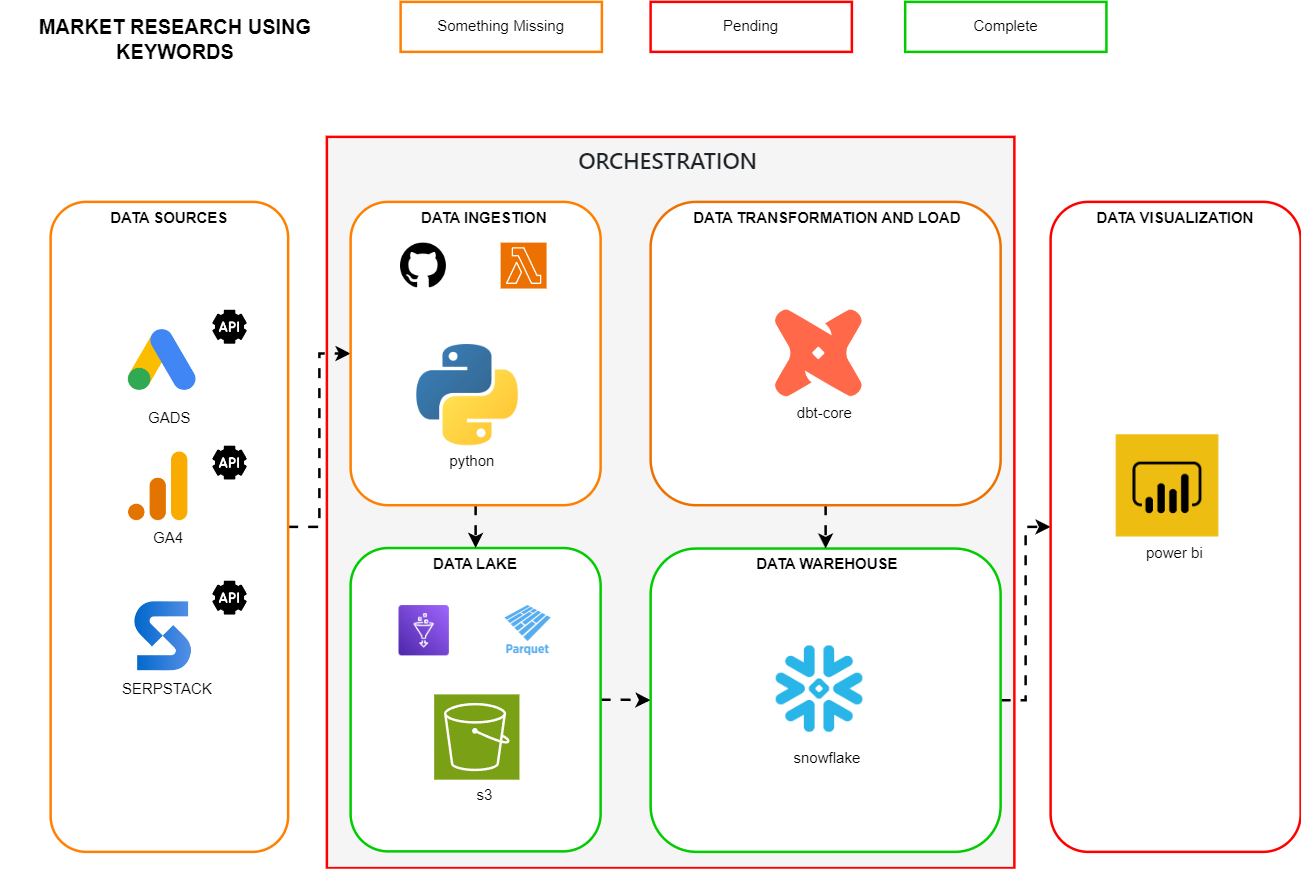 MARKET RESEARCH USING
KEYWORDS
Something Missing
Pending
Complete
ORCHESTRATION
DATA SOURCES
API
GADS
API
GA4
API
SERPSTACK
DATA INGESTION
python
DATA TRANSFORMATION AND LOAD
dbt-core
DATA LAKE
Parquet
s3
DATA WAREHOUSE
snowflake
DATA VISUALIZATION
power bi